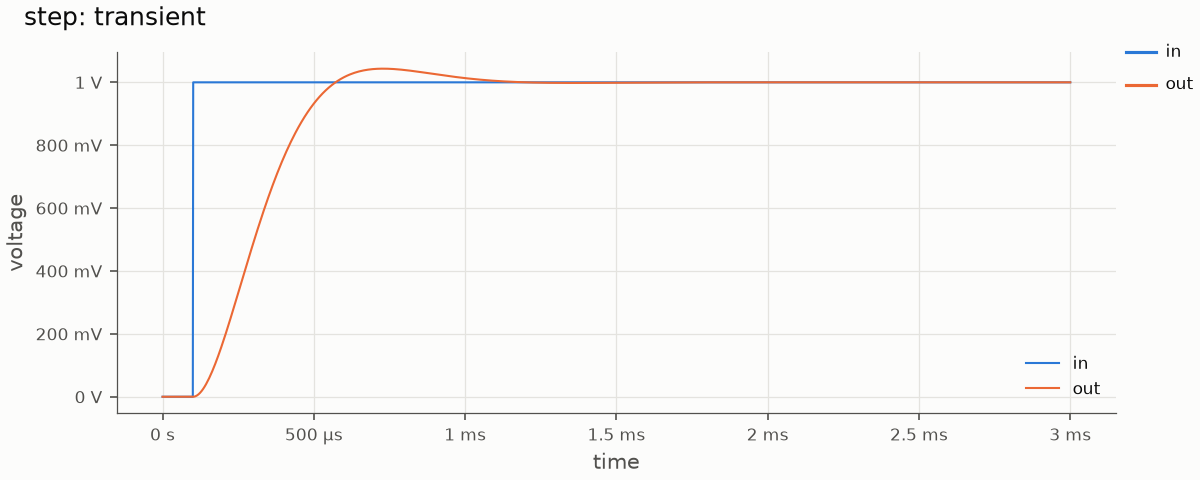 step: transient
in
out
1 V
800 mV
600 mV
400 mV
200 mV
0 V
voltage
in
out
0 s
500 µs
1 ms
1.5 ms
2 ms
2.5 ms
3 ms
time